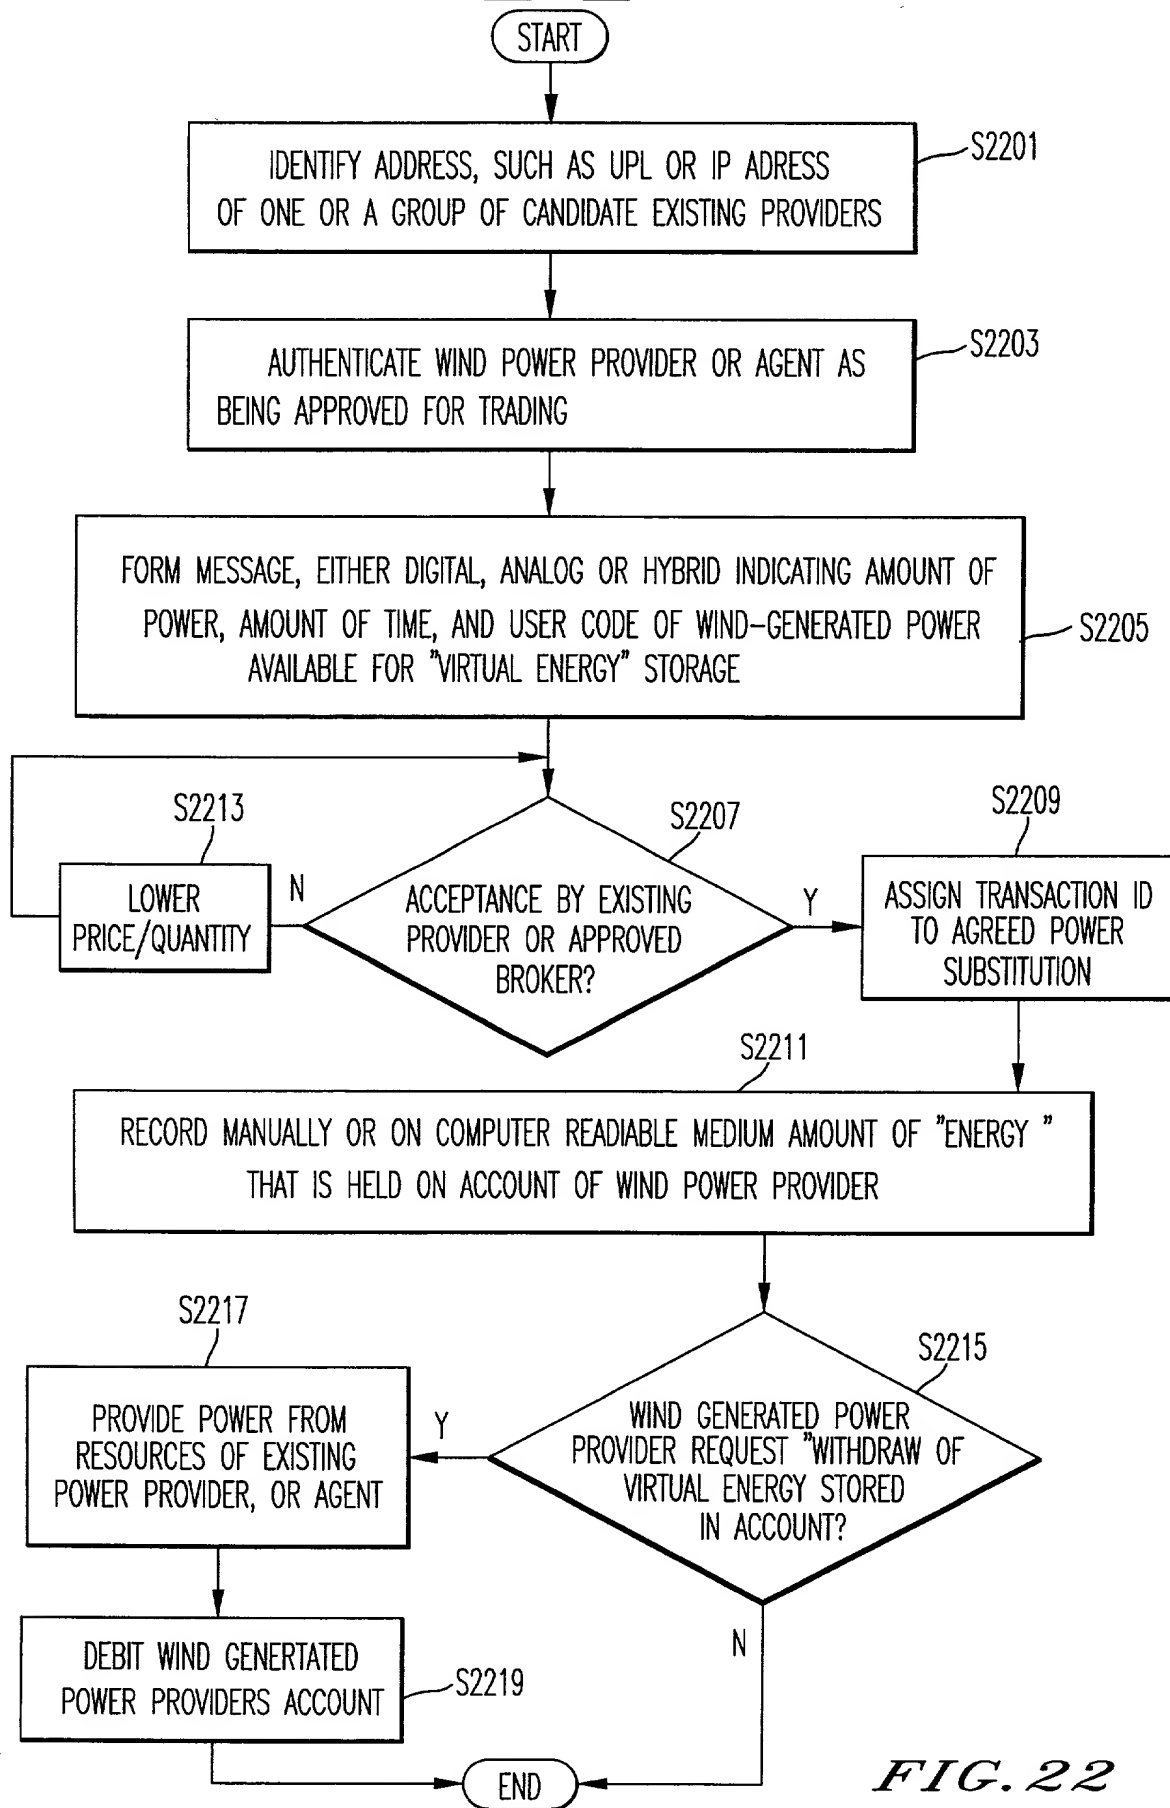 START
IDENTIFY ADDRESS, SUCH AS UPL OR IP ADRESS
OF ONE OR A GROUP OF CANDIDATE EXISTING PROVIDERS
S2201
AUTHENTICATE WIND POWER PROVIDER OR AGENT AS
BEING APPROVED FOR TRADING
S2203
FORM MESSAGE, EITHER DIGITAL, ANALOG OR HYBRID INDICATING AMOUNT OF
POWER, AMOUNT OF TIME, AND USER CODE OF WIND-GENERATED POWER
AVAILABLE FOR "VIRTUAL ENERGY" STORAGE
S2205
S2213
LOWER
PRICE/QUANTITY
N
S2207
ACCEPTANCE BY EXISTING
PROVIDER OR APPROVED
BROKER?
Y
S2209
ASSIGN TRANSACTION ID
TO AGREED POWER
SUBSTITUTION
S2211
RECORD MANUALLY OR ON COMPUTER READIABLE MEDIUM AMOUNT OF "ENERGY "
THAT IS HELD ON ACCOUNT OF WIND POWER PROVIDER
S2217
PROVIDE POWER FROM
RESOURCES OF EXISTING
POWER PROVIDER, OR AGENT
Y
S2215
WIND GENERATED POWER
PROVIDER REQUEST "WITHDRAW OF
VIRTUAL ENERGY STORED
IN ACCOUNT?
N
DEBIT WIND GENERTATED
POWER PROVIDERS ACCOUNT
S2219
END
FIG. 22